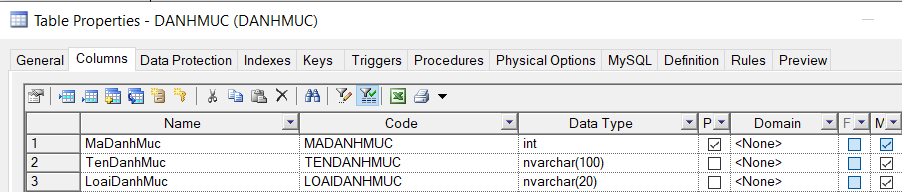 Table Properties - DANHMUC (DANHMUC)
General Columns Data Protection Indexes Keys Triggers Procedures Physical Options MySQL Definition Rules Preview
Name Code Data Type P Domain F M
1 MaDanhMuc MADANHMUC int <None>
2 TenDanhMuc TENDANHMUC nvarchar(100) <None>
3 LoaiDanhMuc LOAIDANHMUC nvarchar(20) <None>